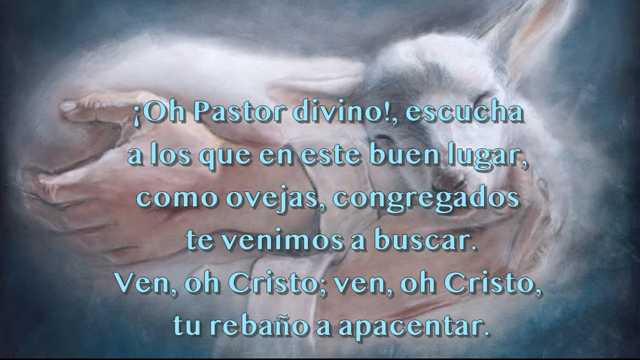 ¡Oh Pastor divino!, escucha
a los que en este buen lugar,
como ovejas, congregados
te venimos a buscar.
Ven, oh Cristo; ven, oh Cristo,
tu rebaño a apacentar.